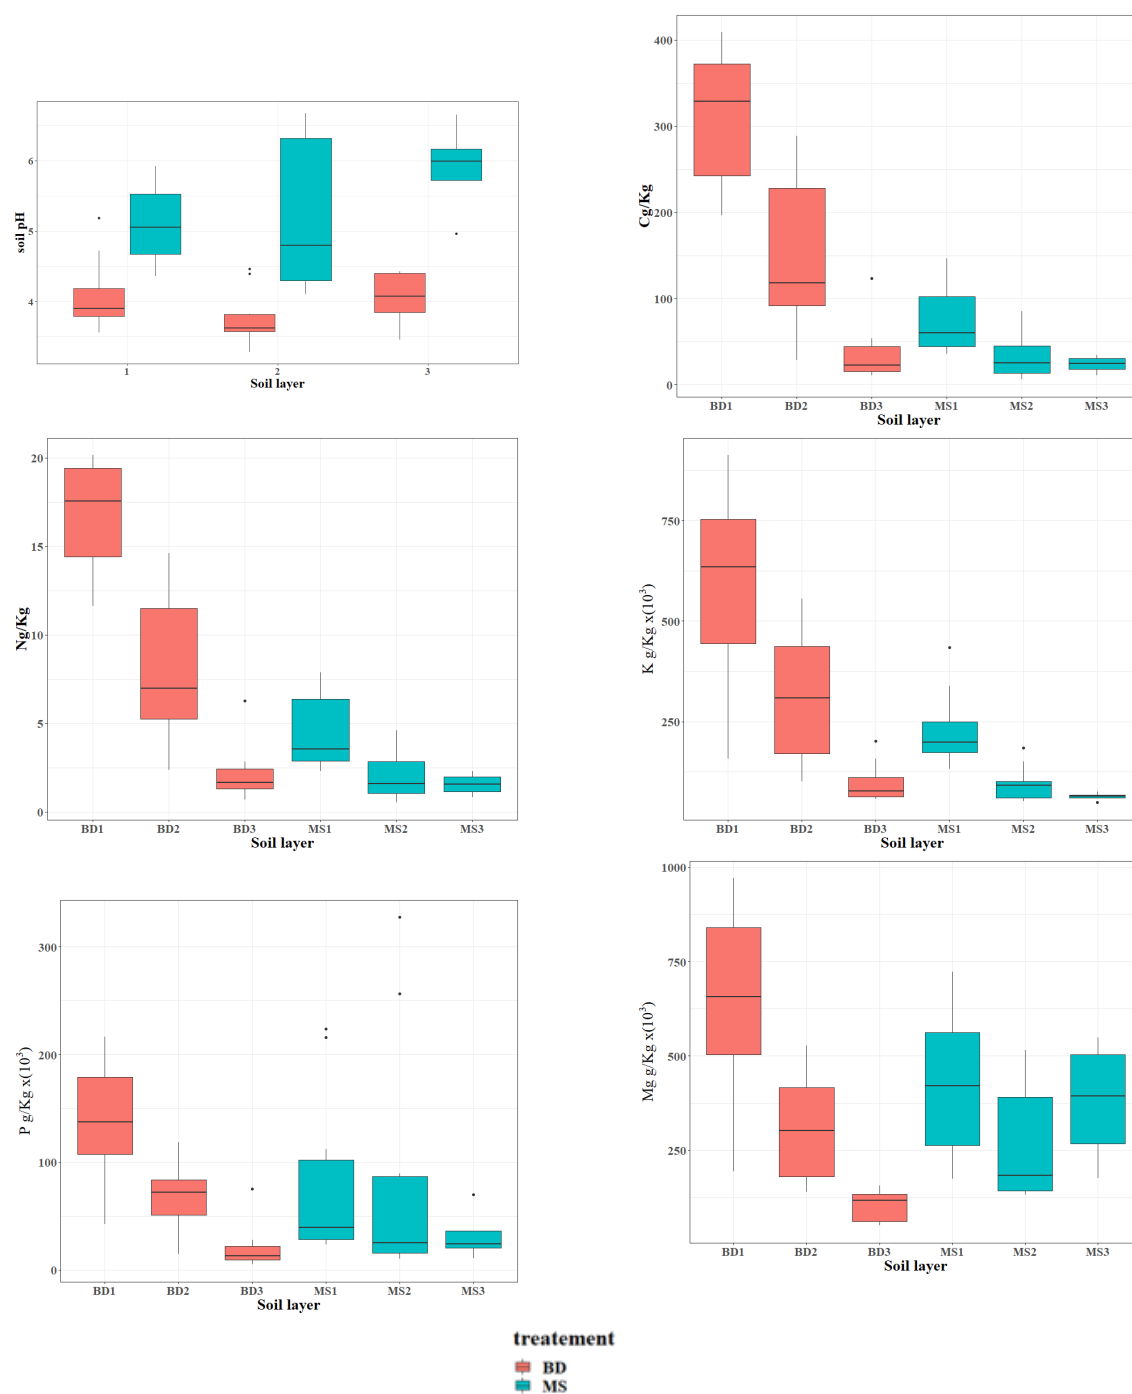 soil pH
6
5
4
1 2 3
Soil layer
Cg/Kg
400
300
200
100
0
BD1 BD2 BD3 MS1 MS2 MS3
Soil layer
Ng/Kg
20
15
10
5
0
BD1 BD2 BD3 MS1 MS2 MS3
Soil layer
K g/Kg x(10³)
750
500
250
BD1 BD2 BD3 MS1 MS2 MS3
Soil layer
P g/Kg x(10³)
300
200
100
0
BD1 BD2 BD3 MS1 MS2 MS3
Soil layer
Mg g/Kg x(10³)
1000
750
500
250
BD1 BD2 BD3 MS1 MS2 MS3
Soil layer
treatement
BD
MS